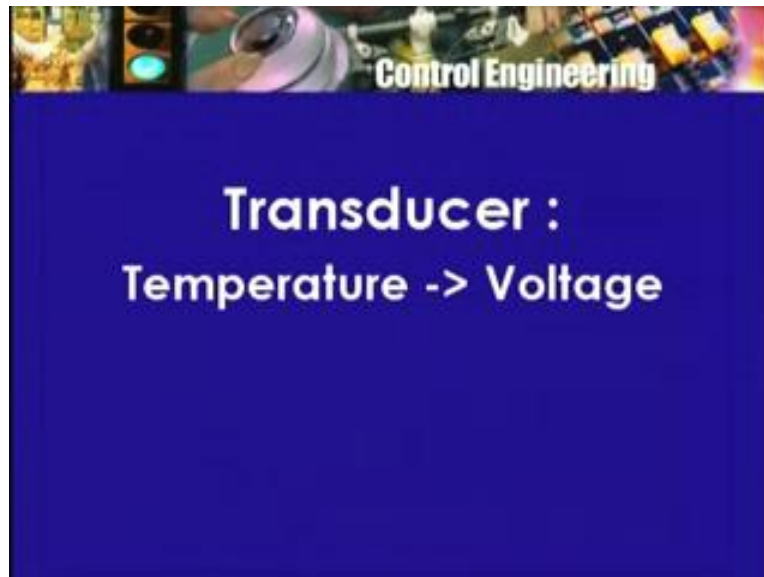 Control Engineering
Transducer :
Temperature -> Voltage